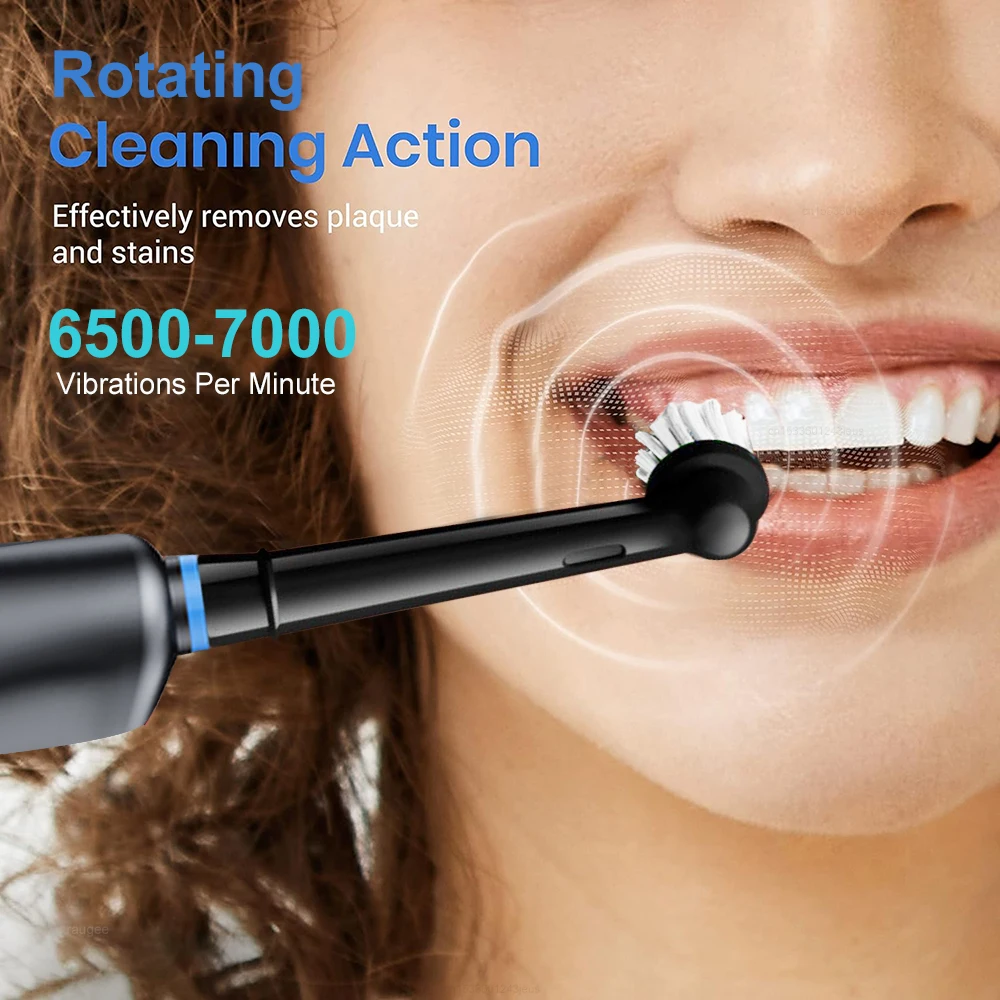 Rotating
Cleaning Action
Effectively removes plaque
and stains
6500-7000
Vibrations Per Minute